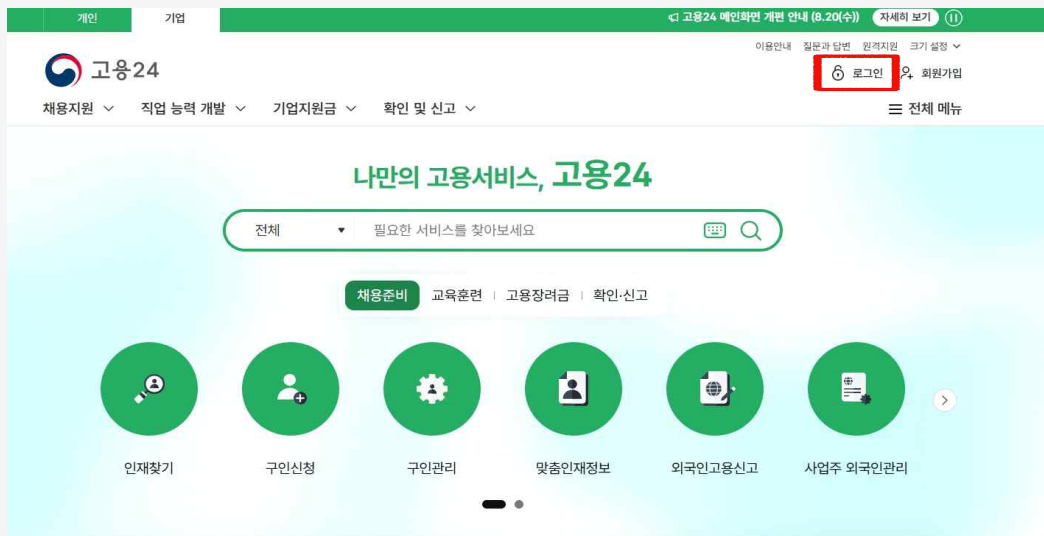 개인 기업 고용24 메인화면 개편 안내 (8.20(수)) 자세히 보기
이용안내 질문과 답변 원격지원 크기 설정
고용24 로그인 회원가입
채용지원 직업 능력 개발 기업지원금 확인 및 신고 전체 메뉴
나만의 고용서비스, 고용24
전체 필요한 서비스를 찾아보세요
채용준비 교육훈련 고용장려금 확인·신고
인재찾기 구인신청 구인관리 맞춤인재정보 외국인고용신고 사업주 외국인관리